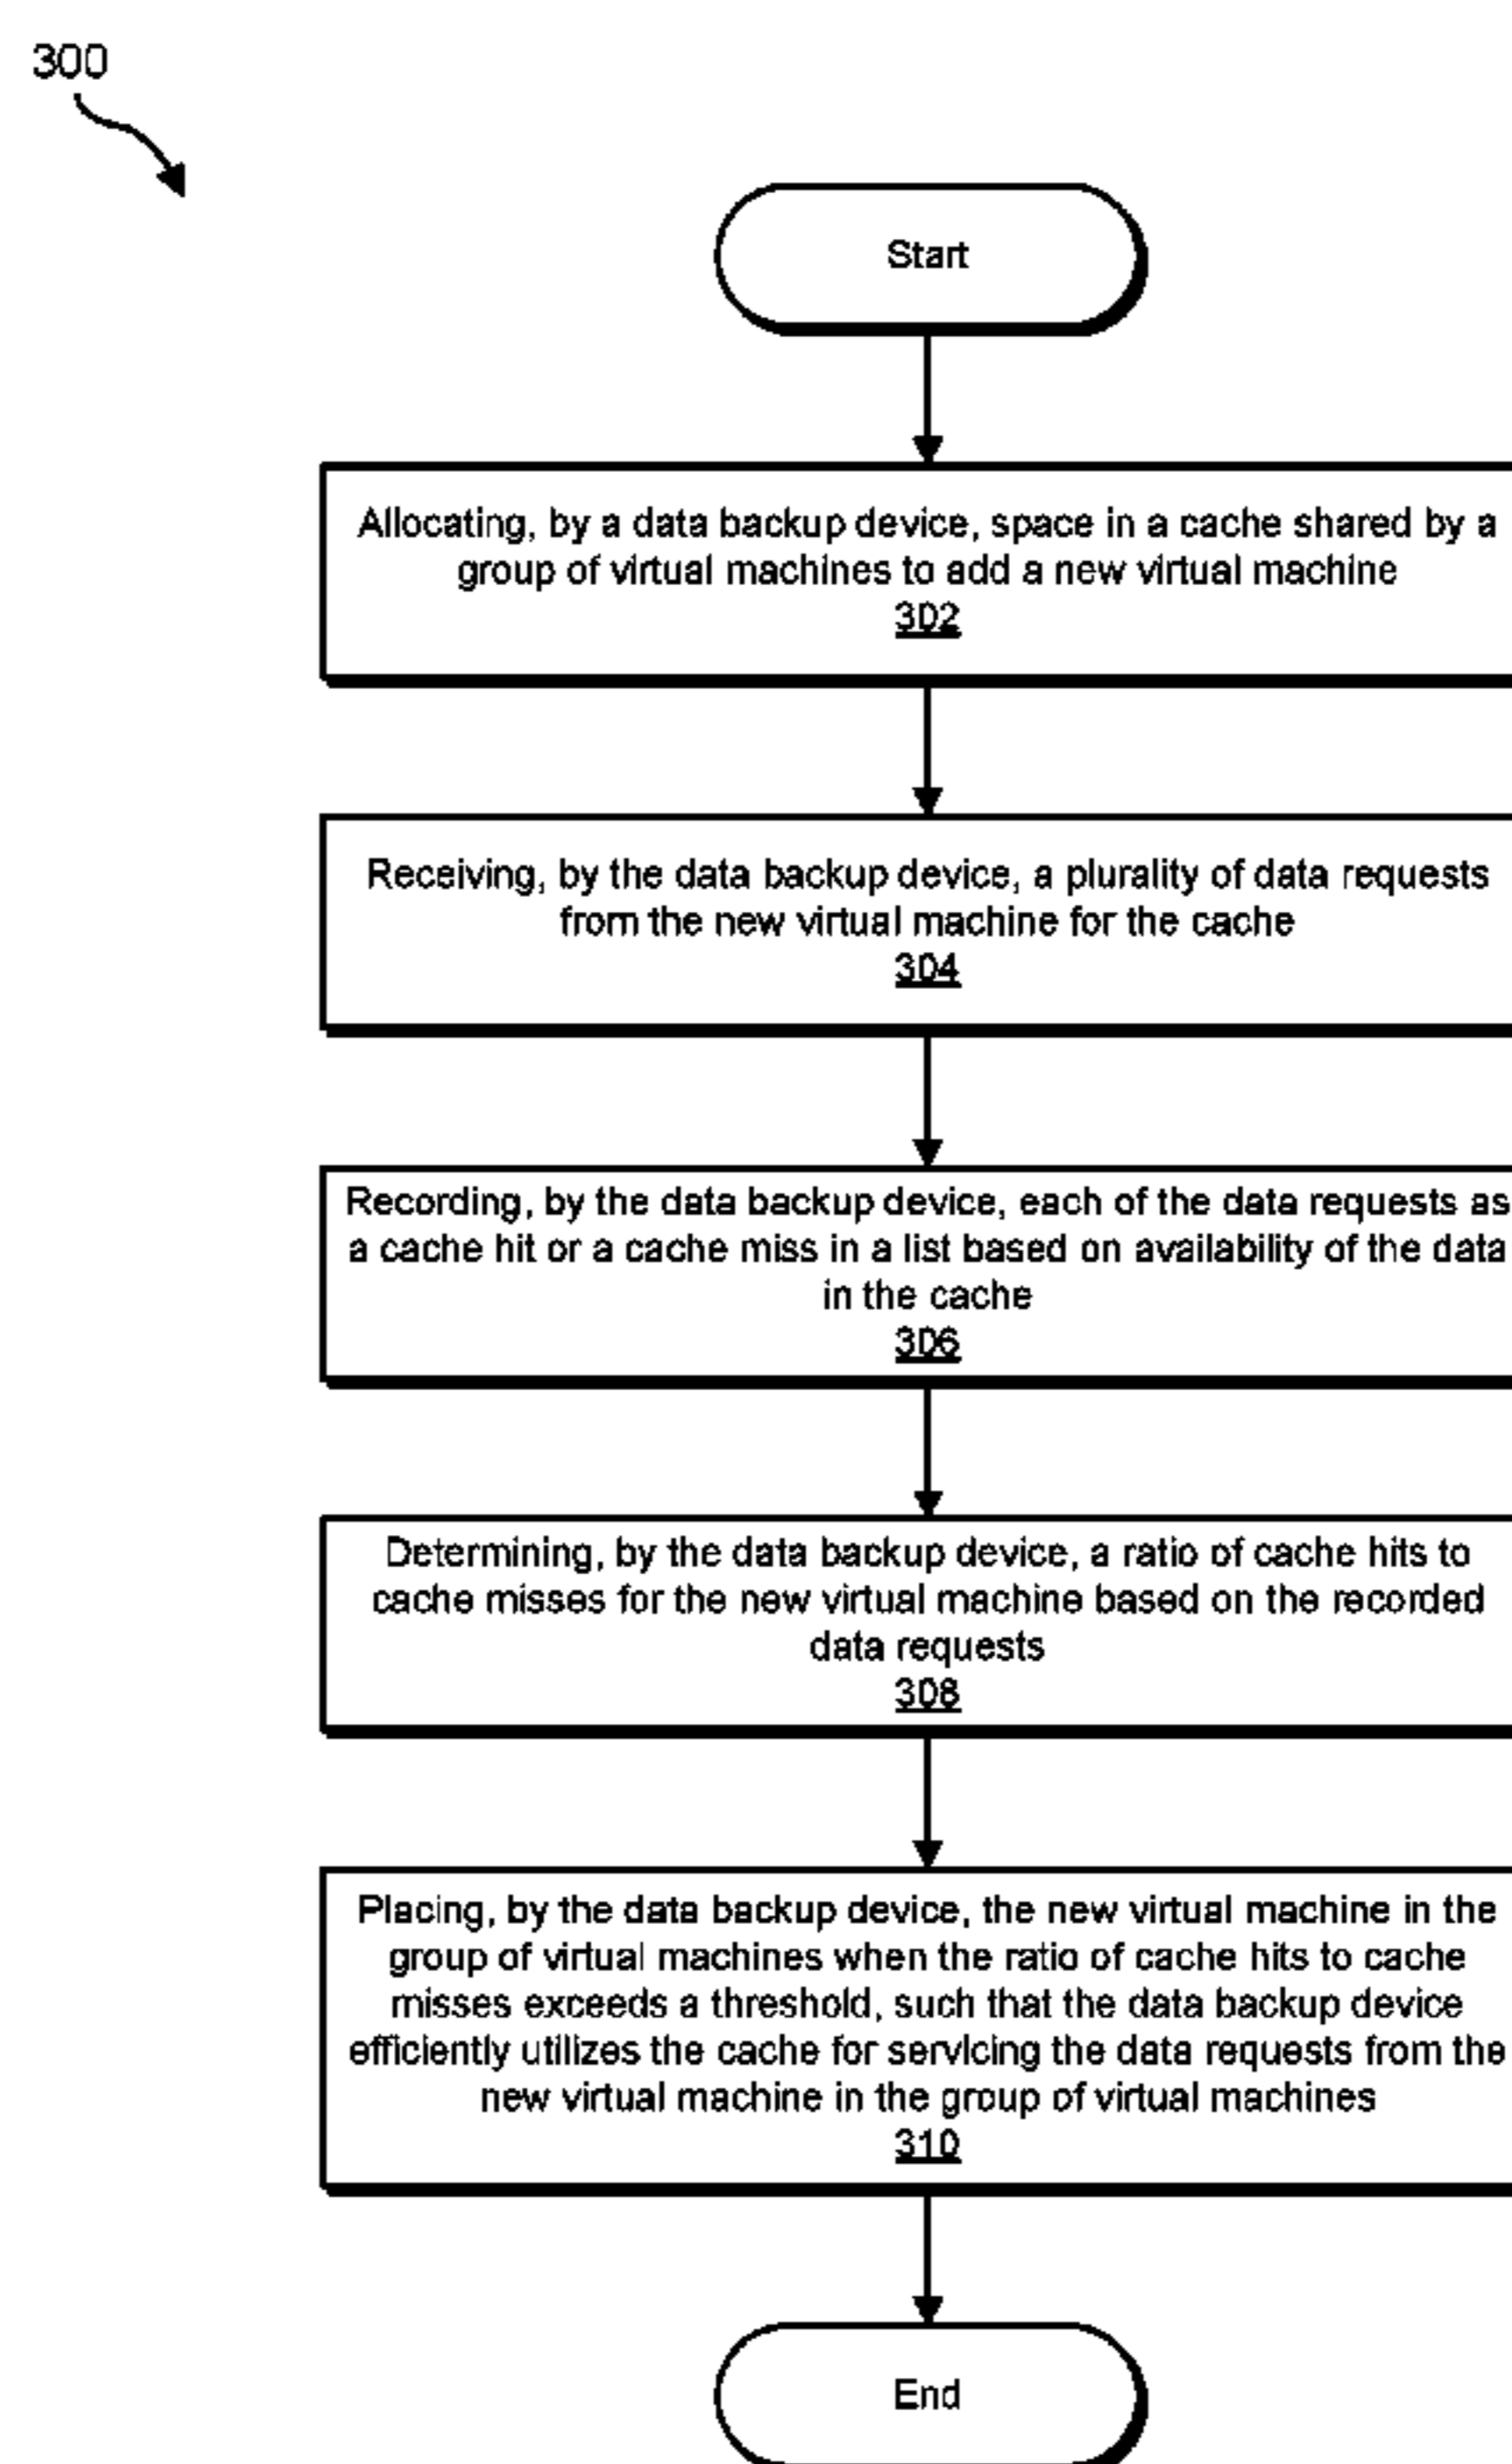 300
Start
Allocating, by a data backup device, space in a cache shared by a
group of virtual machines to add a new virtual machine
302
Receiving, by the data backup device, a plurality of data requests
from the new virtual machine for the cache
304
Recording, by the data backup device, each of the data requests as
a cache hit or a cache miss in a list based on availability of the data
in the cache
306
Determining, by the data backup device, a ratio of cache hits to
cache misses for the new virtual machine based on the recorded
data requests
308
Placing, by the data backup device, the new virtual machine in the
group of virtual machines when the ratio of cache hits to cache
misses exceeds a threshold, such that the data backup device
efficiently utilizes the cache for servicing the data requests from the
new virtual machine in the group of virtual machines
310
End